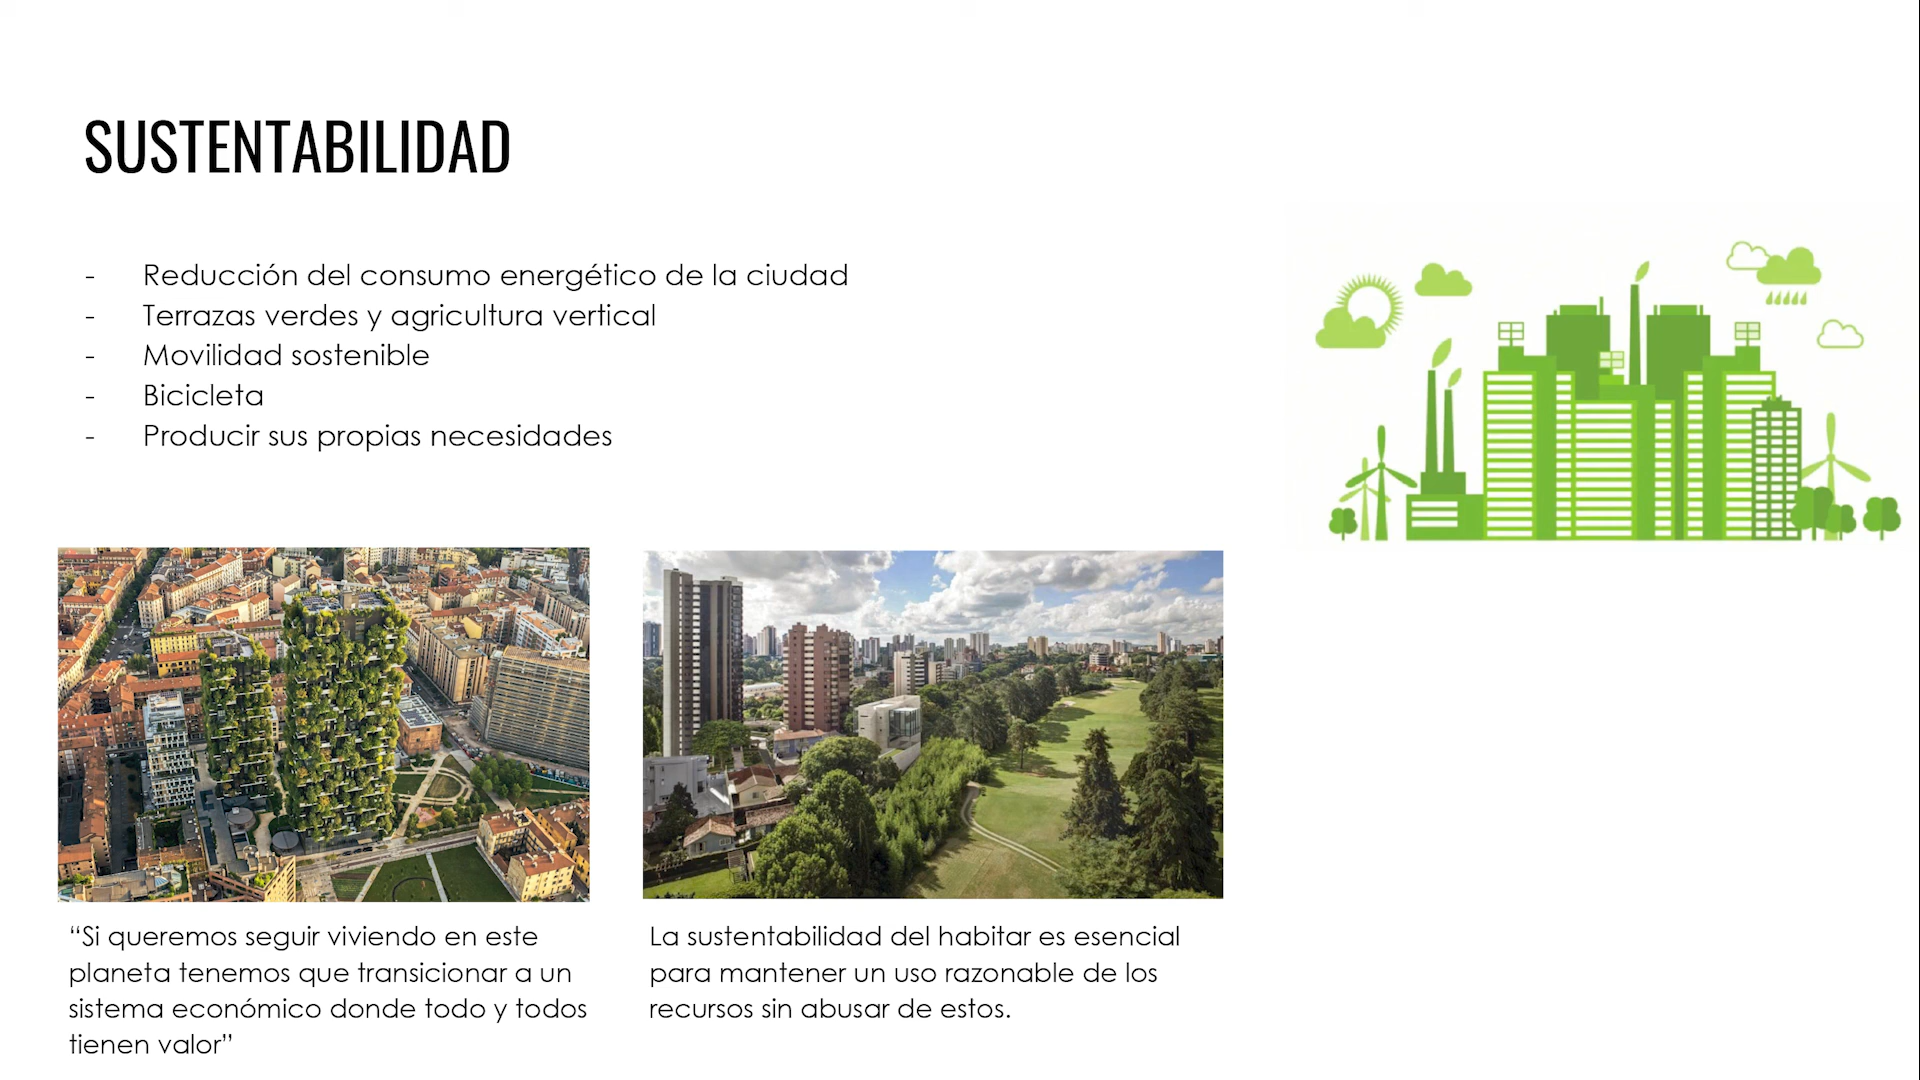 SUSTENTABILIDAD
- Reducción del consumo energético de la ciudad
- Terrazas verdes y agricultura vertical
- Movilidad sostenible
- Bicicleta
- Producir sus propias necesidades
“Si queremos seguir viviendo en este
planeta tenemos que transicionar a un
sistema económico donde todo y todos
tienen valor”
La sustentabilidad del habitar es esencial
para mantener un uso razonable de los
recursos sin abusar de estos.